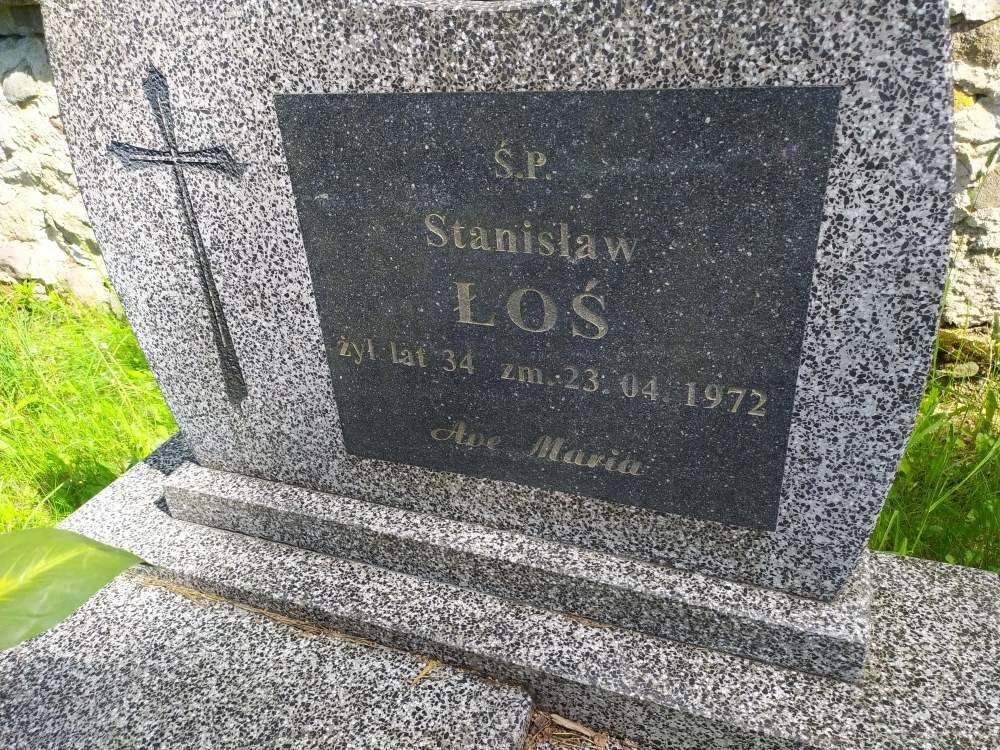 Ś.P.
Stanisław
ŁOŚ
żył lat 34 zm. 23. 04. 1972
Ave Maria